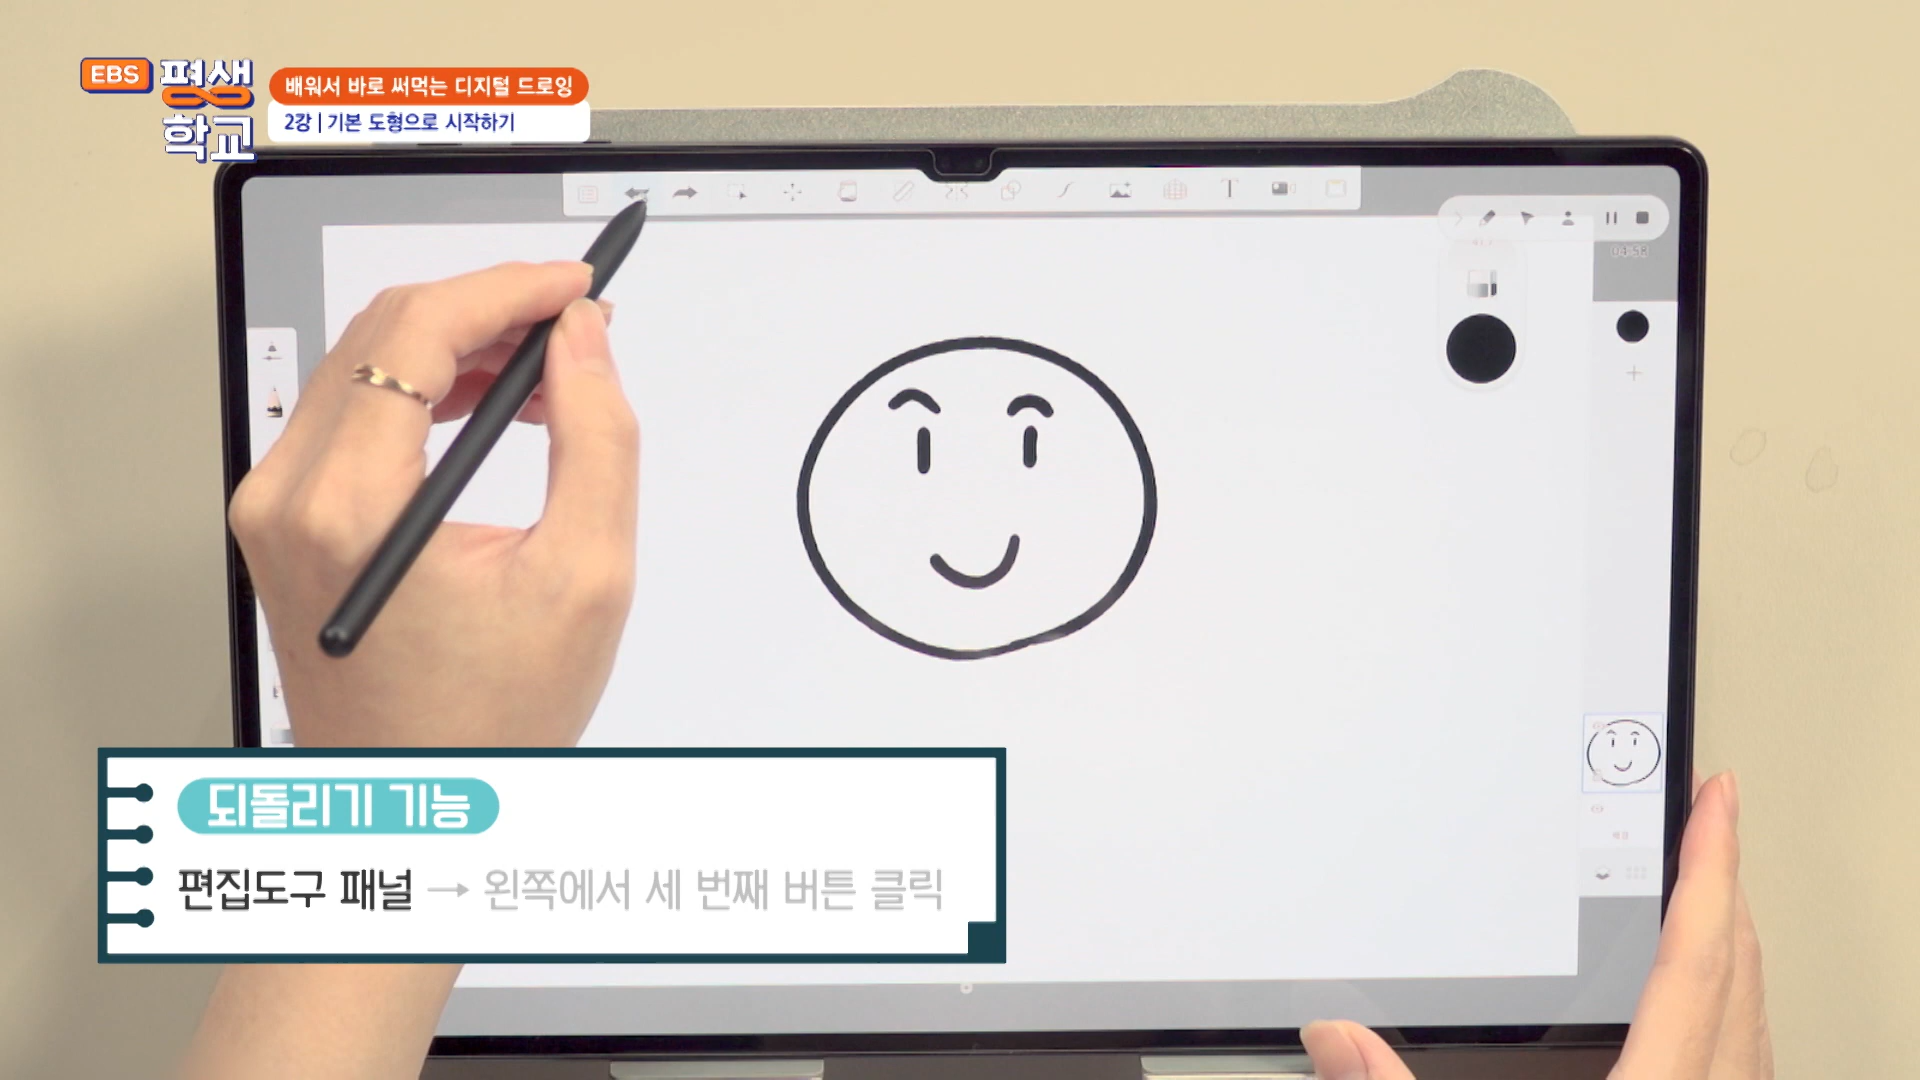 EBS 평생학교
배워서 바로 써먹는 디지털 드로잉
2강 | 기본 도형으로 시작하기
T
04:58
되돌리기 기능
편집도구 패널 → 왼쪽에서 세 번째 버튼 클릭